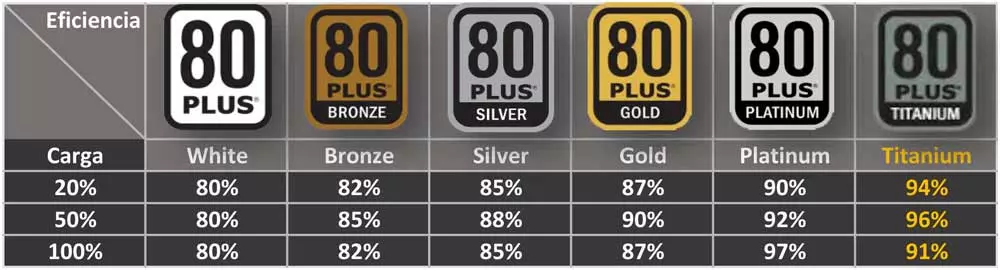 Eficiencia
80 PLUS®
80 PLUS® BRONZE
80 PLUS® SILVER
80 PLUS® GOLD
80 PLUS® PLATINUM
80 PLUS® TITANIUM
Carga White Bronze Silver Gold Platinum Titanium
20% 80% 82% 85% 87% 90% 94%
50% 80% 85% 88% 90% 92% 96%
100% 80% 82% 85% 87% 97% 91%